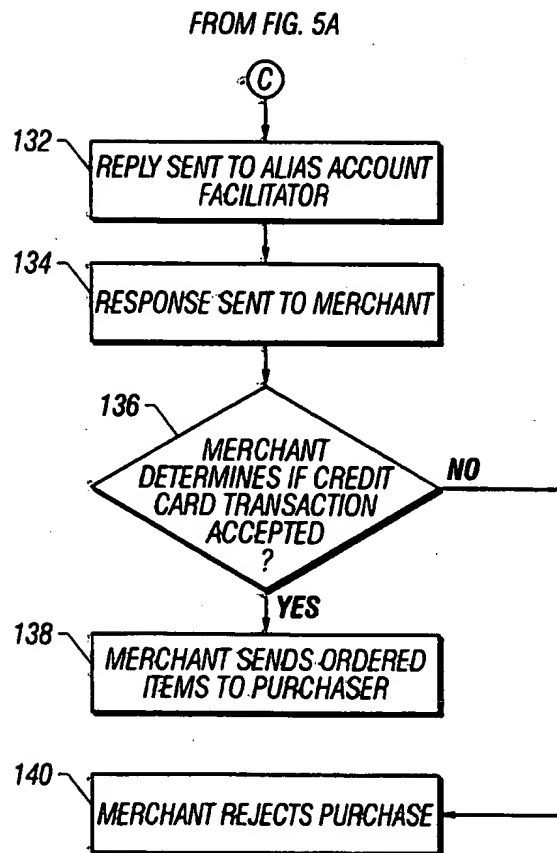 FROM FIG. 5A
C
132
REPLY SENT TO ALIAS ACCOUNT
FACILITATOR
134
RESPONSE SENT TO MERCHANT
136
MERCHANT
DETERMINES IF CREDIT
CARD TRANSACTION
ACCEPTED
?
NO
YES
138
MERCHANT SENDS ORDERED
ITEMS TO PURCHASER
140
MERCHANT REJECTS PURCHASE